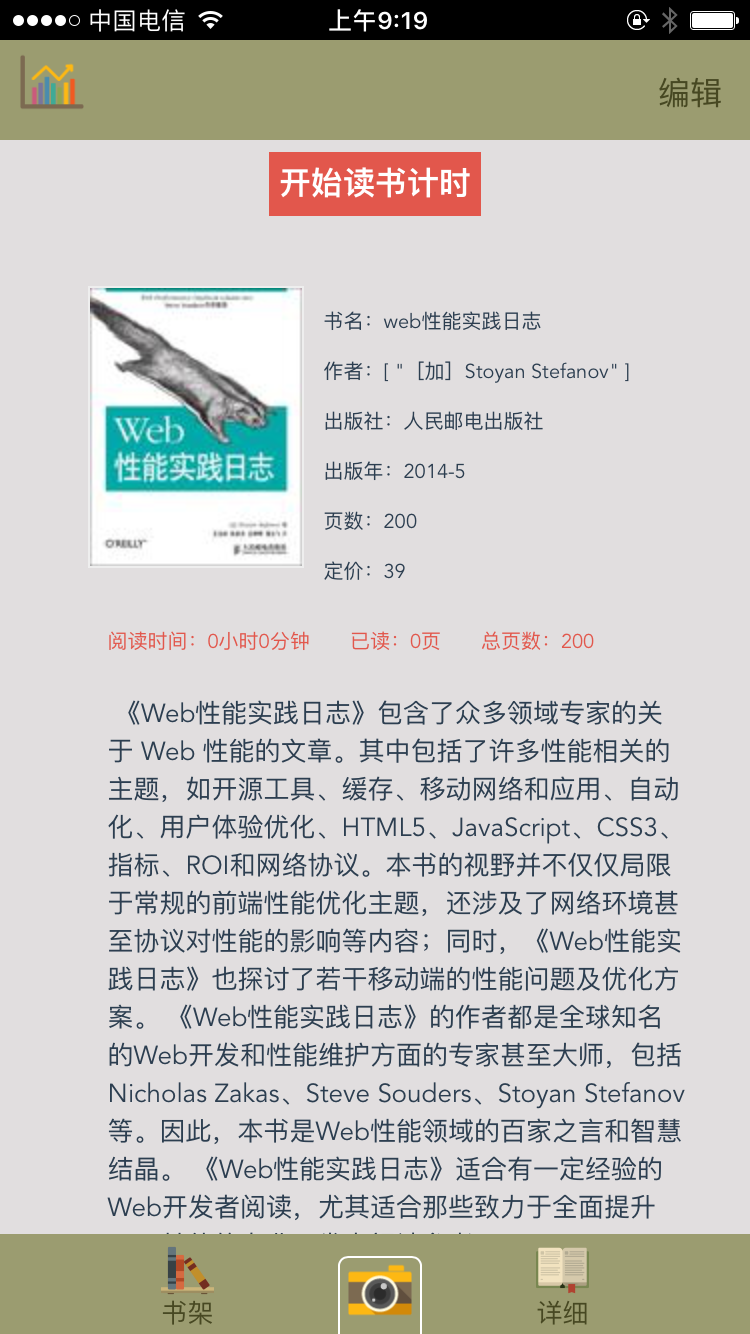 中国电信
上午9:19
编辑
开始读书计时
Web
性能实践日志
O'REILLY
书名：web性能实践日志
作者：[ "［加］Stoyan Stefanov" ]
出版社：人民邮电出版社
出版年：2014-5
页数：200
定价：39
阅读时间：0小时0分钟 已读：0页 总页数：200
《Web性能实践日志》包含了众多领域专家的关
于 Web 性能的文章。其中包括了许多性能相关的
主题，如开源工具、缓存、移动网络和应用、自动
化、用户体验优化、HTML5、JavaScript、CSS3、
指标、ROI和网络协议。本书的视野并不仅仅局限
于常规的前端性能优化主题，还涉及了网络环境甚
至协议对性能的影响等内容；同时，《Web性能实
践日志》也探讨了若干移动端的性能问题及优化方
案。 《Web性能实践日志》的作者都是全球知名
的Web开发和性能维护方面的专家甚至大师，包括
Nicholas Zakas、Steve Souders、Stoyan Stefanov
等。因此，本书是Web性能领域的百家之言和智慧
结晶。 《Web性能实践日志》适合有一定经验的
Web开发者阅读，尤其适合那些致力于全面提升
书架
详细